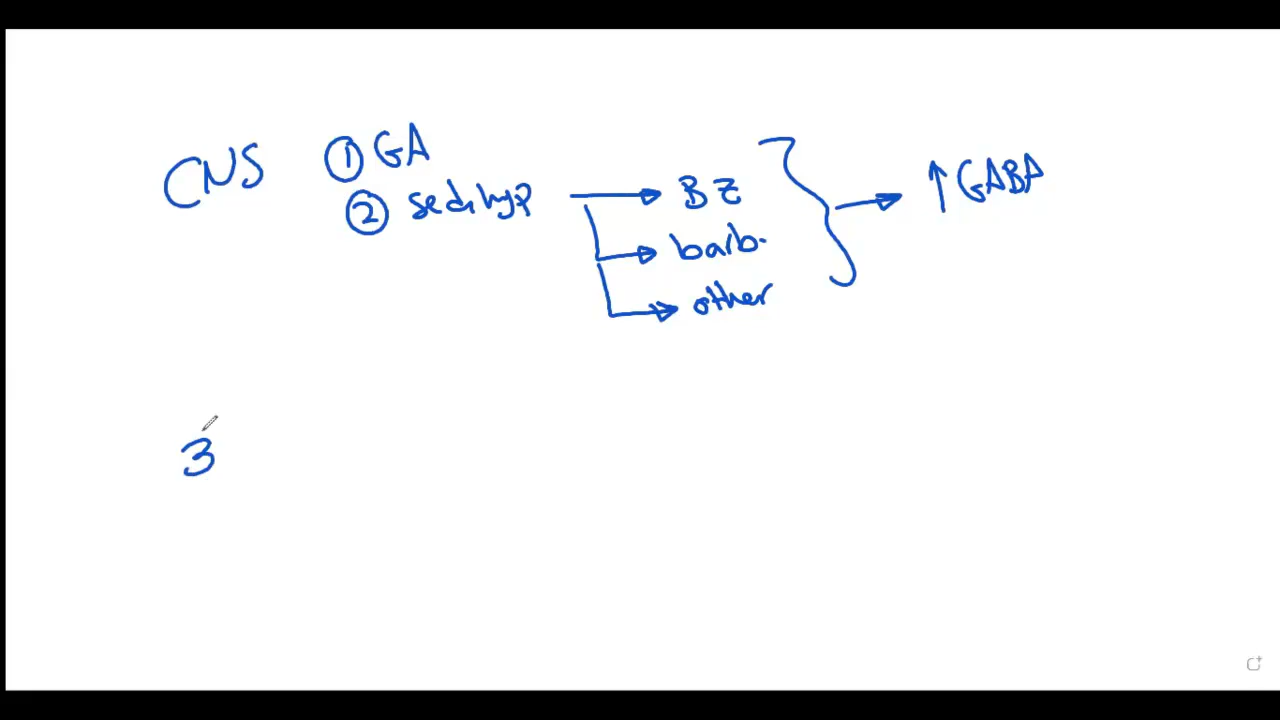 CNS ① GA
② sed.hyp → BZ
→ barb.
→ other
→ ↑ GABA
3